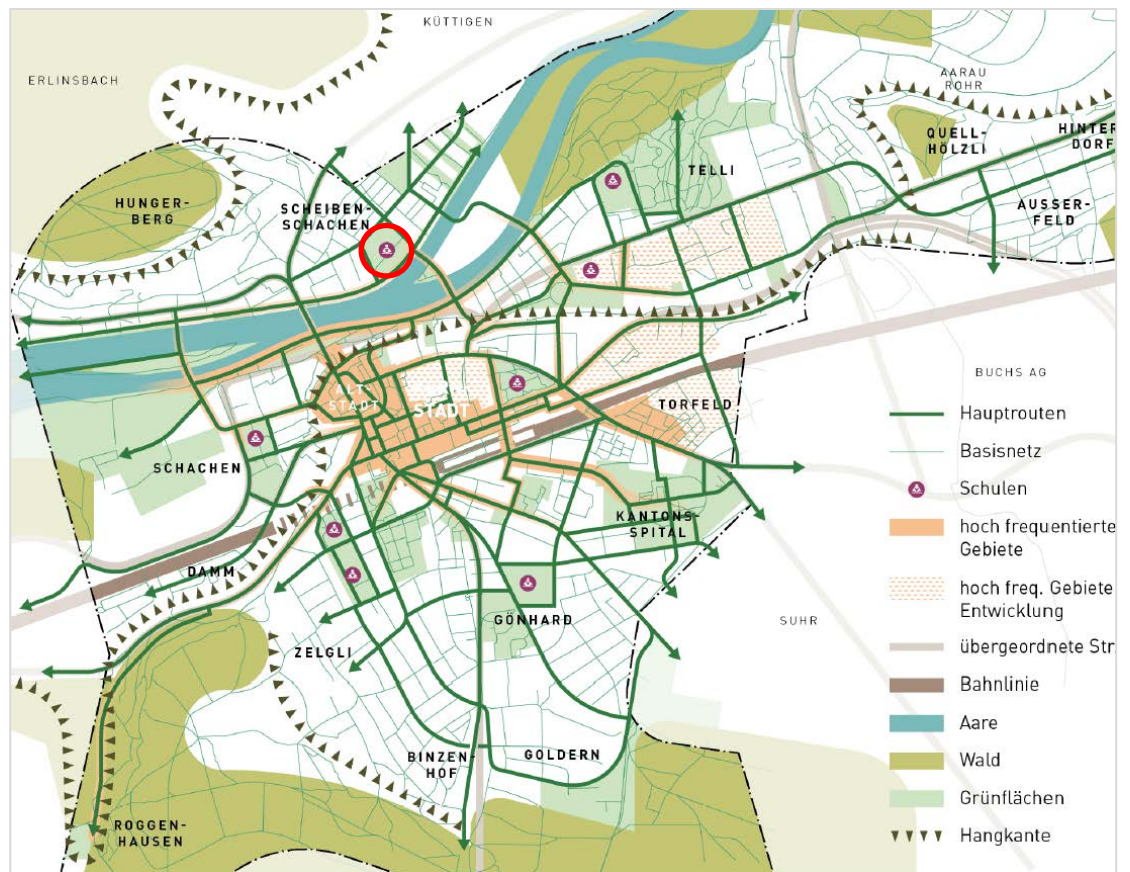 KÜTTIGEN
ERLINSBACH
AARAU
ROHR
QUELL-
HÖLZLI
HINTER
DORF
TELLI
HUNGER-
BERG
SCHEIBEN-
SCHACHEN
AUSSER-
FELD
BUCHS AG
ALT-
STADT
STADT
TORFELD
SCHACHEN
KANTONS-
SPITAL
DAMM
GÖNHARD
SUHR
ZELGLI
BINZEN-
HOF
GOLDERN
ROGGEN-
HAUSEN
Hauptrouten
Basisnetz
Schulen
hoch frequentierte
Gebiete
hoch freq. Gebiete
Entwicklung
übergeordnete Str
Bahnlinie
Aare
Wald
Grünflächen
Hangkante